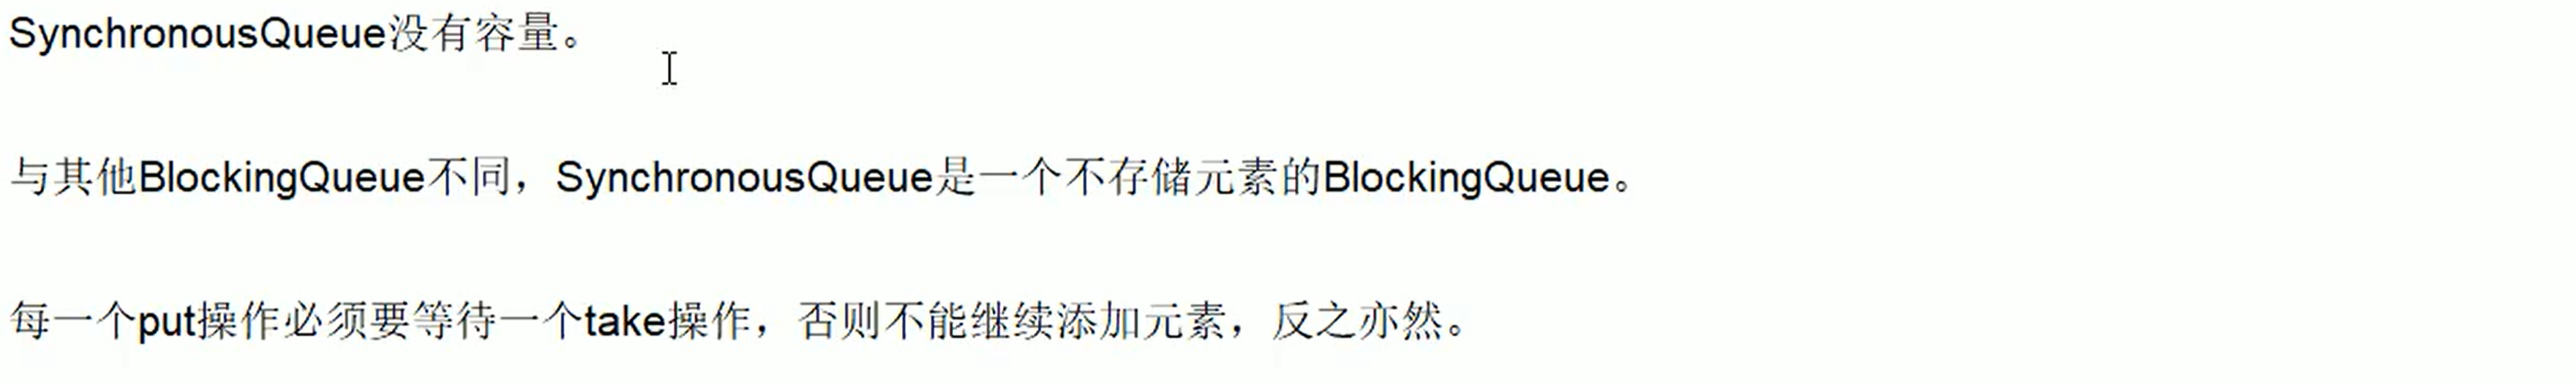 SynchronousQueue没有容量。
与其他BlockingQueue不同，SynchronousQueue是一个不存储元素的BlockingQueue。
每一个put操作必须要等待一个take操作，否则不能继续添加元素，反之亦然。